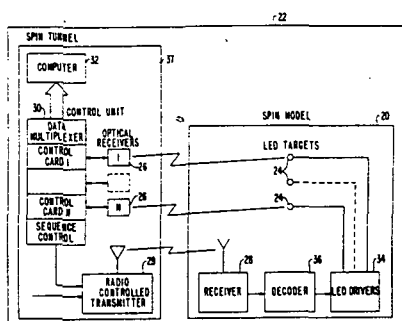 22
SPIN TUNNEL
37
COMPUTER
32
30
CONTROL UNIT
DATA
MULTIPLEXER
OPTICAL
RECEIVERS
CONTROL CARD 1
1
26
CONTROL CARD N
N
26
SEQUENCE
CONTROL
29
RADIO
CONTROLLED
TRANSMITTER
SPIN MODEL
20
LED TARGETS
24
24
28
36
34
RECEIVER
DECODER
LED DRIVERS